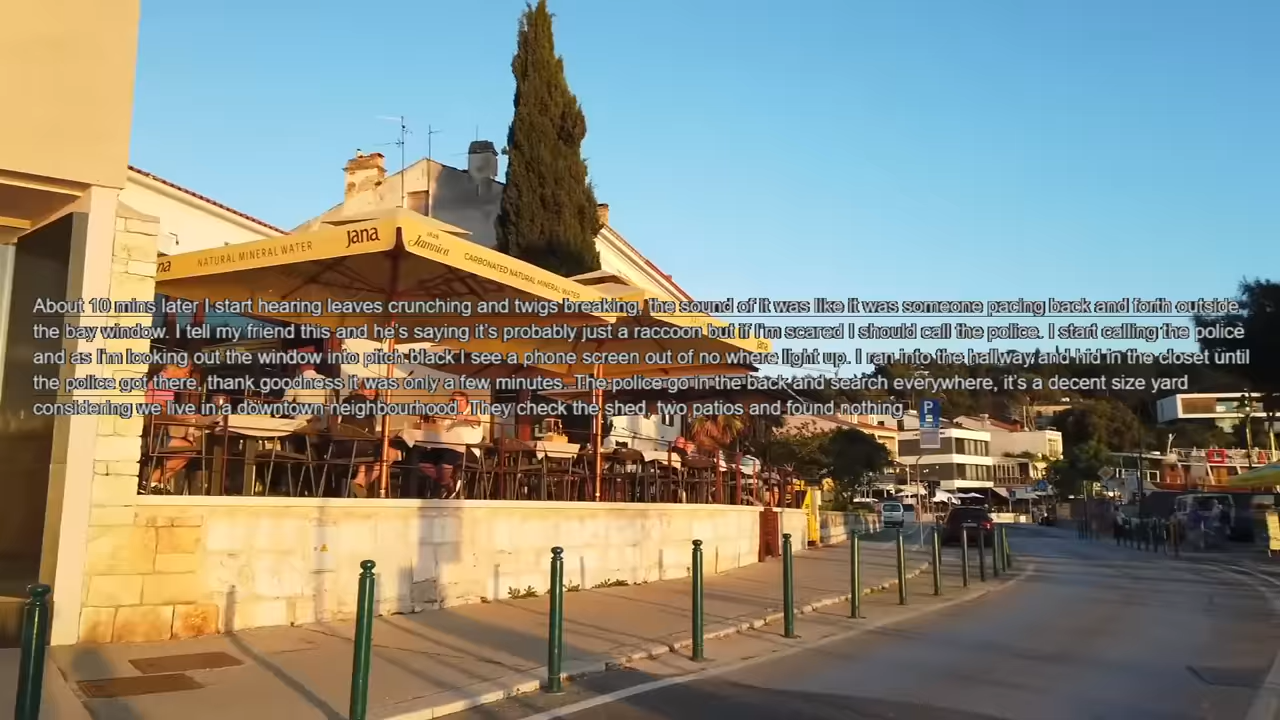 jana
NATURAL MINERAL WATER
jana
Jamnica
CARBONATED NATURAL MINERAL WATER
About 10 mins later I start hearing leaves crunching and twigs breaking, the sound of it was like it was someone pacing back and forth outside
the bay window. I tell my friend this and he's saying it's probably just a raccoon but if I'm scared I should call the police. I start calling the police
and as I'm looking out the window into pitch black I see a phone screen out of no where light up. I ran into the hallway and hid in the closet until
the police got there, thank goodness it was only a few minutes. The police go in the back and search everywhere, it's a decent size yard
considering we live in a downtown neighbourhood. They check the shed, two patios and found nothing.
jana
P